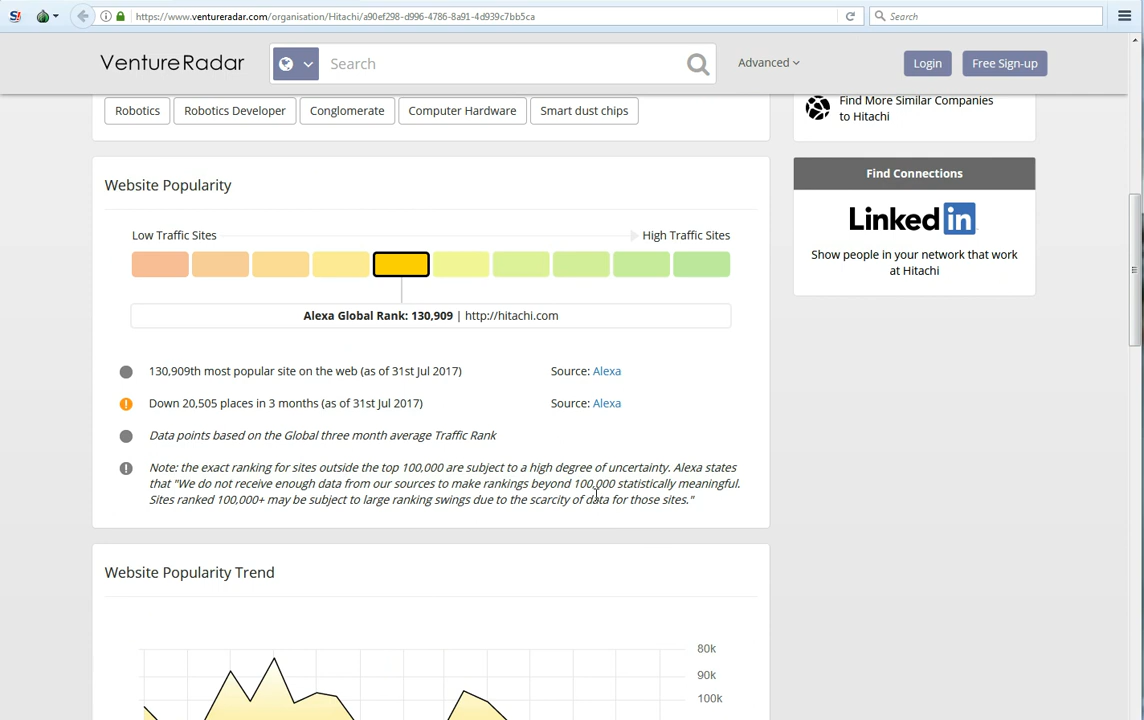 https://www.ventureradar.com/organisation/Hitachi/a90ef298-d996-4786-8a91-4d939c7bb5ca
Search
VentureRadar
Search
Advanced
Login
Free Sign-up
Robotics
Robotics Developer
Conglomerate
Computer Hardware
Smart dust chips
Find More Similar Companies
to Hitachi
Website Popularity
Low Traffic Sites
High Traffic Sites
Alexa Global Rank: 130,909 | http://hitachi.com
130,909th most popular site on the web (as of 31st Jul 2017)
Source: Alexa
Down 20,505 places in 3 months (as of 31st Jul 2017)
Source: Alexa
Data points based on the Global three month average Traffic Rank
Note: the exact ranking for sites outside the top 100,000 are subject to a high degree of uncertainty. Alexa states
that "We do not receive enough data from our sources to make rankings beyond 100,000 statistically meaningful.
Sites ranked 100,000+ may be subject to large ranking swings due to the scarcity of data for those sites."
Find Connections
Linked in
Show people in your network that work
at Hitachi
Website Popularity Trend
80k
90k
100k